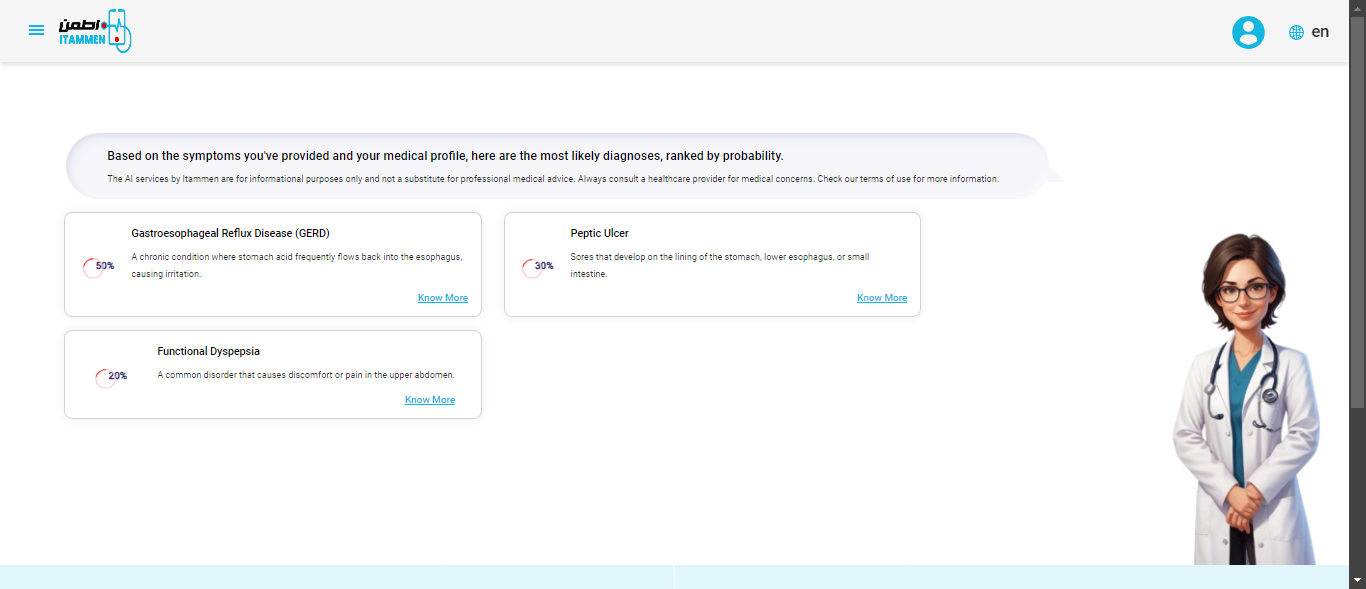 اطمن
ITAMMEN
en
Based on the symptoms you've provided and your medical profile, here are the most likely diagnoses, ranked by probability.
The AI services by Itammen are for informational purposes only and not a substitute for professional medical advice. Always consult a healthcare provider for medical concerns. Check our terms of use for more information.
Gastroesophageal Reflux Disease (GERD)
50%
A chronic condition where stomach acid frequently flows back into the esophagus,
causing irritation.
Know More
Peptic Ulcer
30%
Sores that develop on the lining of the stomach, lower esophagus, or small
intestine.
Know More
Functional Dyspepsia
20%
A common disorder that causes discomfort or pain in the upper abdomen.
Know More